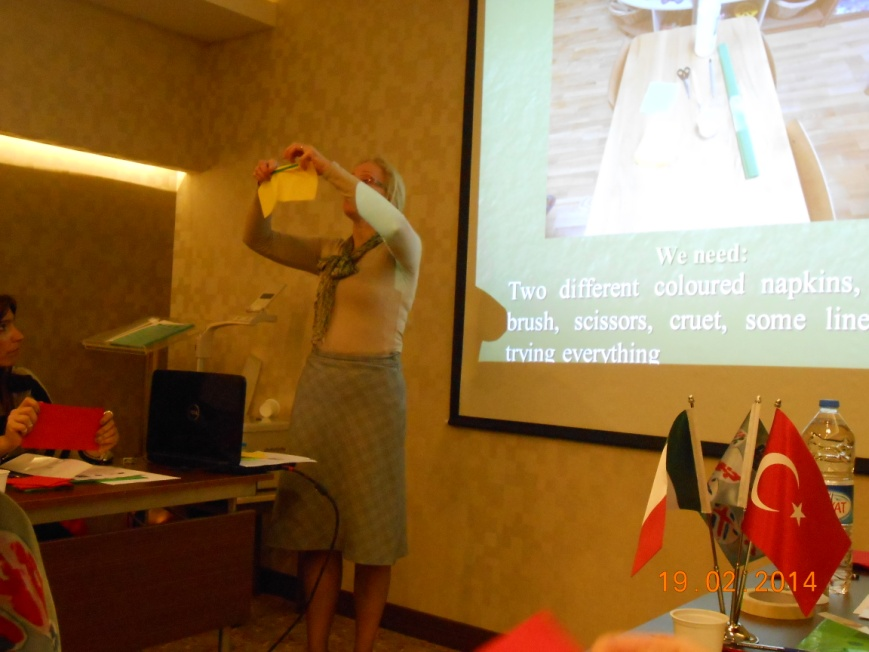 We need:
Two different coloured napkins,
brush, scissors, cruet, some line
trying everything
19.02.2014